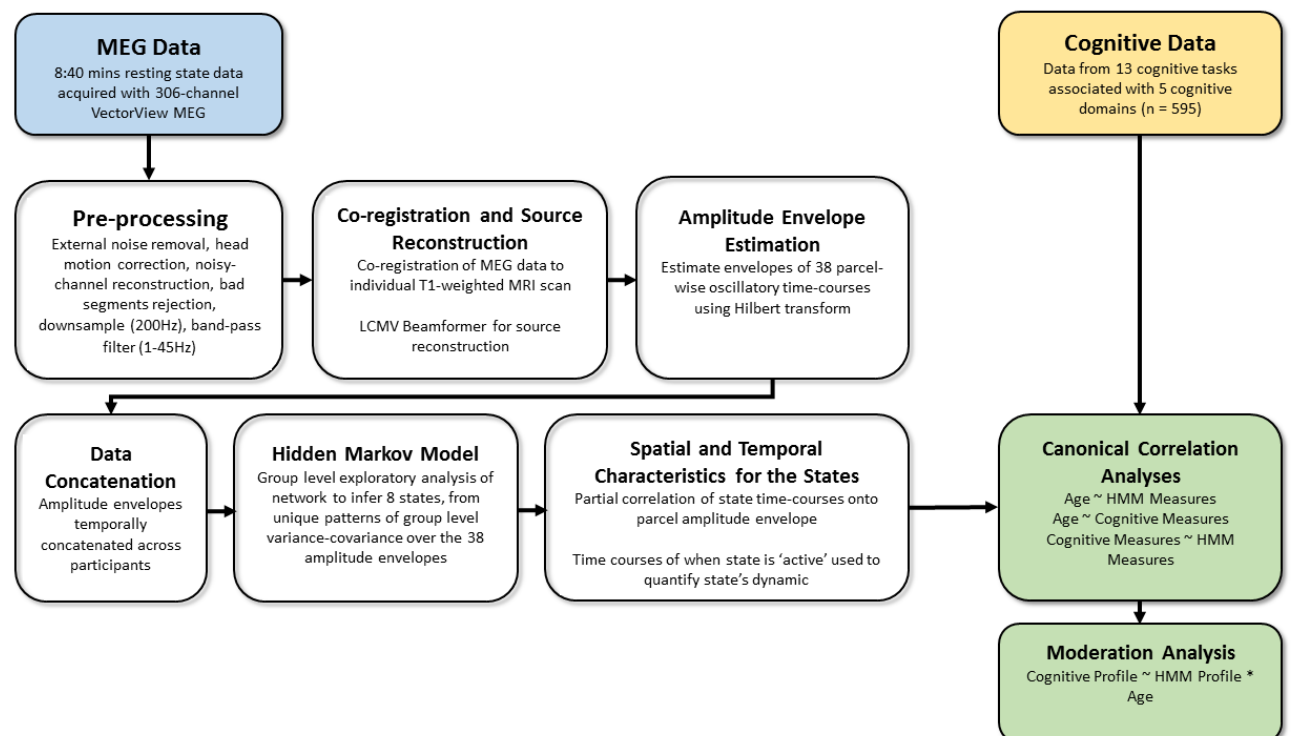 MEG Data
8:40 mins resting state data
acquired with 306-channel
VectorView MEG
Cognitive Data
Data from 13 cognitive tasks
associated with 5 cognitive
domains (n = 595)
Pre-processing
External noise removal, head
motion correction, noisy-
channel reconstruction, bad
segments rejection,
downsample (200Hz), band-pass
filter (1-45Hz)
Co-registration and Source
Reconstruction
Co-registration of MEG data to
individual T1-weighted MRI scan
LCMV Beamformer for source
reconstruction
Amplitude Envelope
Estimation
Estimate envelopes of 38 parcel-
wise oscillatory time-courses
using Hilbert transform
Data
Concatenation
Amplitude envelopes
temporally
concatenated across
participants
Hidden Markov Model
Group level exploratory analysis of
network to infer 8 states, from
unique patterns of group level
variance-covariance over the 38
amplitude envelopes
Spatial and Temporal
Characteristics for the States
Partial correlation of state time-courses onto
parcel amplitude envelope
Time courses of when state is ‘active’ used to
quantify state’s dynamic
Canonical Correlation
Analyses
Age ~ HMM Measures
Age ~ Cognitive Measures
Cognitive Measures ~ HMM
Measures
Moderation Analysis
Cognitive Profile ~ HMM Profile *
Age